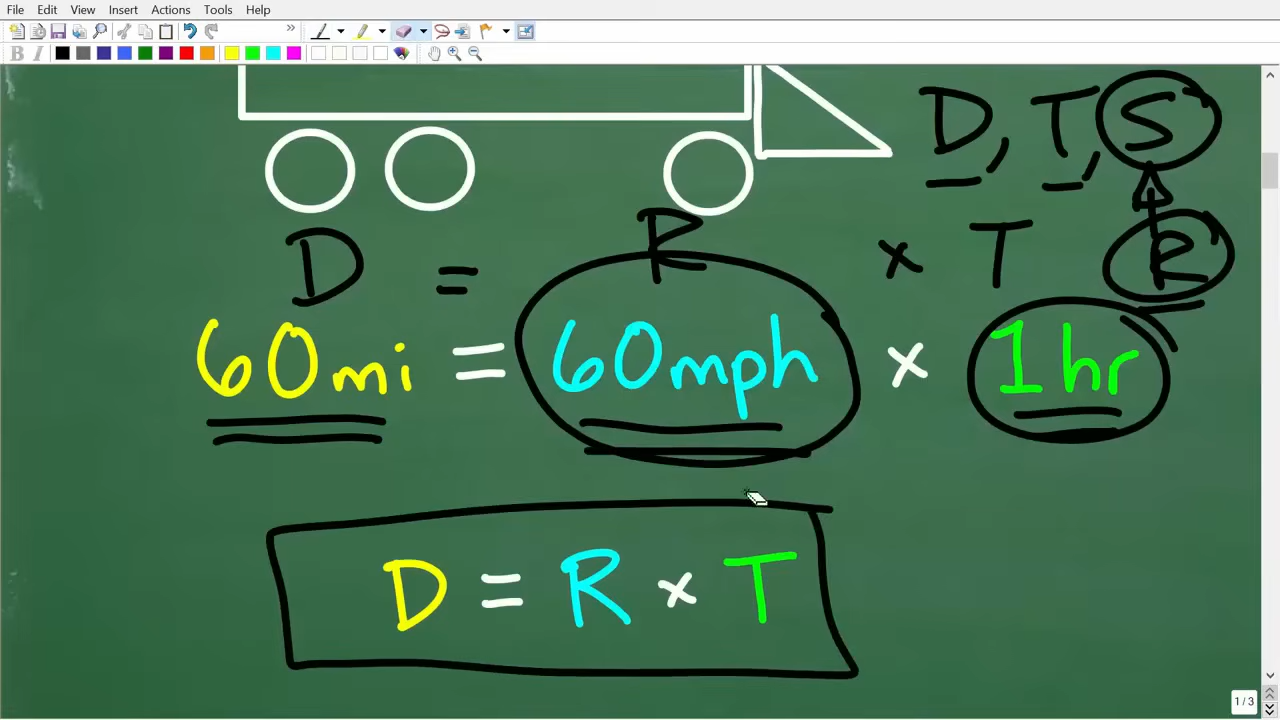 File Edit View Insert Actions Tools Help
B I
D, T, S
D = R × T R
60mi = 60mph × 1hr
D = R × T
1/3